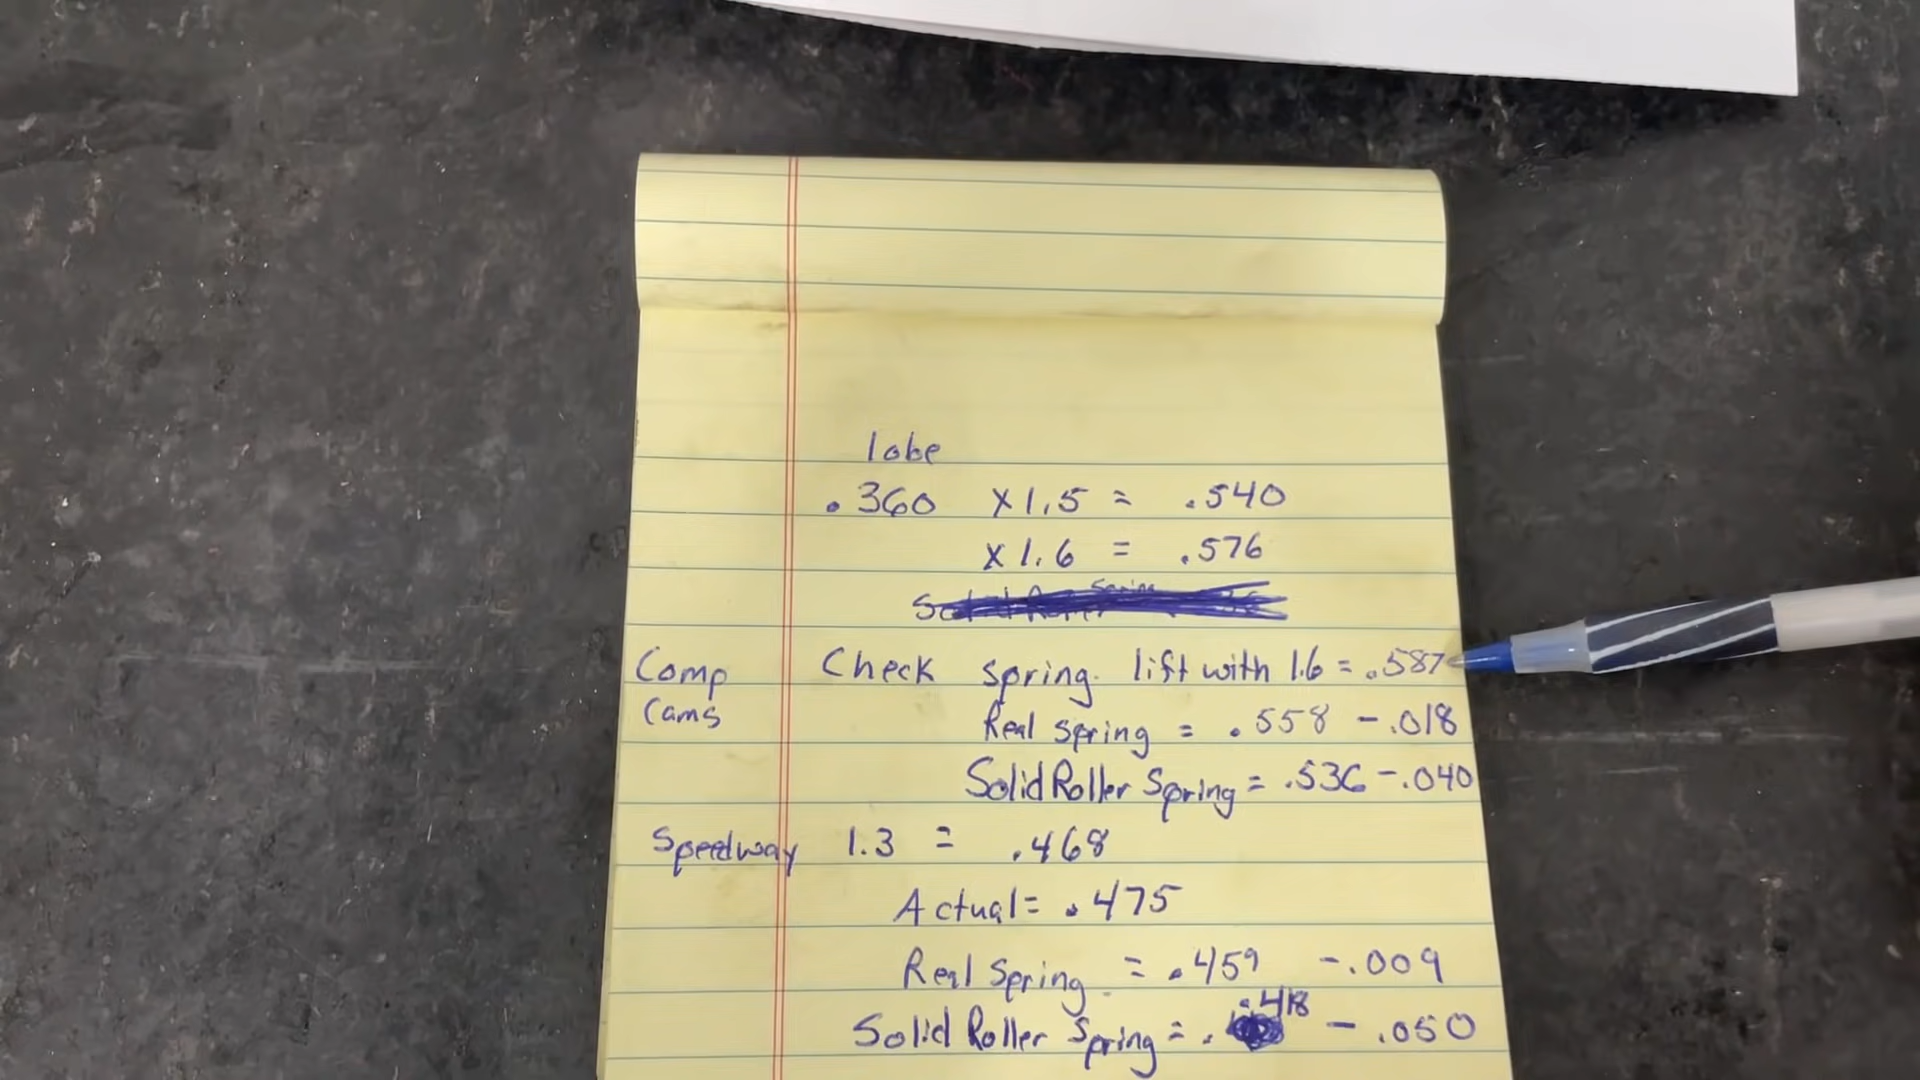 lobe
.360 x1.5 = .540
x1.6 = .576
Comp Cams Check spring. lift with 1.6 = .587
Real spring = .558 -.018
Solid Roller Spring = .536 -.040
Speedway 1.3 = .468
Actual = .475
Real Spring = .459 -.009
Solid Roller Spring = .418 - .050